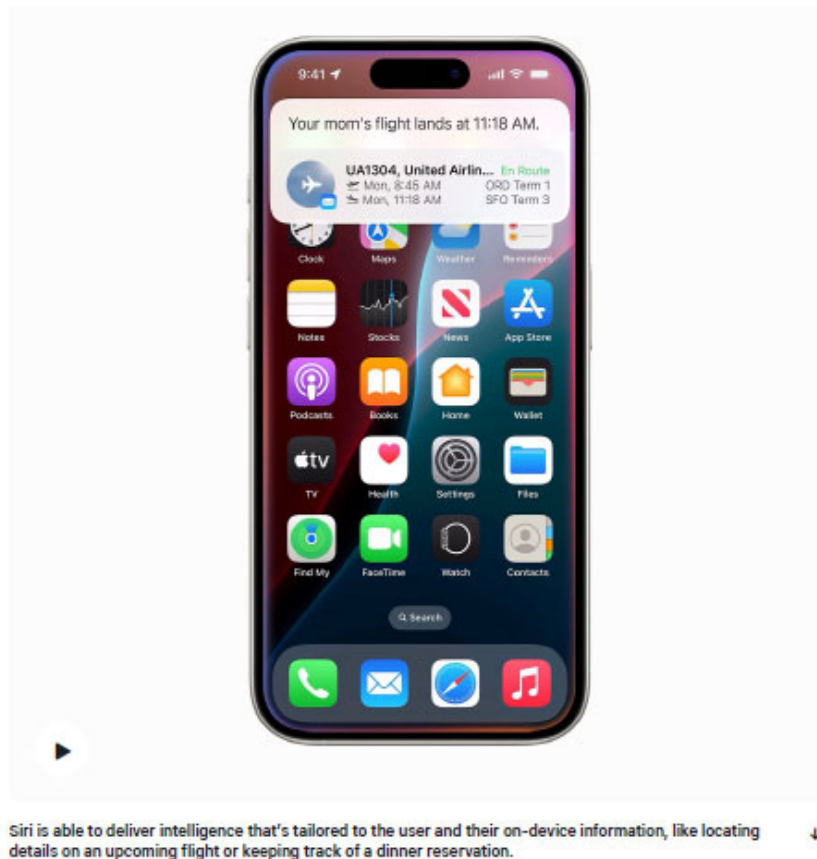 9:41
Your mom's flight lands at 11:18 AM.
UA1304, United Airlin... En Route
Mon, 8:45 AM ORD Term 1
Mon, 11:18 AM SFO Term 3
Clock Maps Weather Reminders
Notes Stocks News App Store
Podcasts Books Home Wallet
tv
TV Health Settings Files
Find My FaceTime Watch Contacts
Search
Siri is able to deliver intelligence that's tailored to the user and their on-device information, like locating
details on an upcoming flight or keeping track of a dinner reservation.